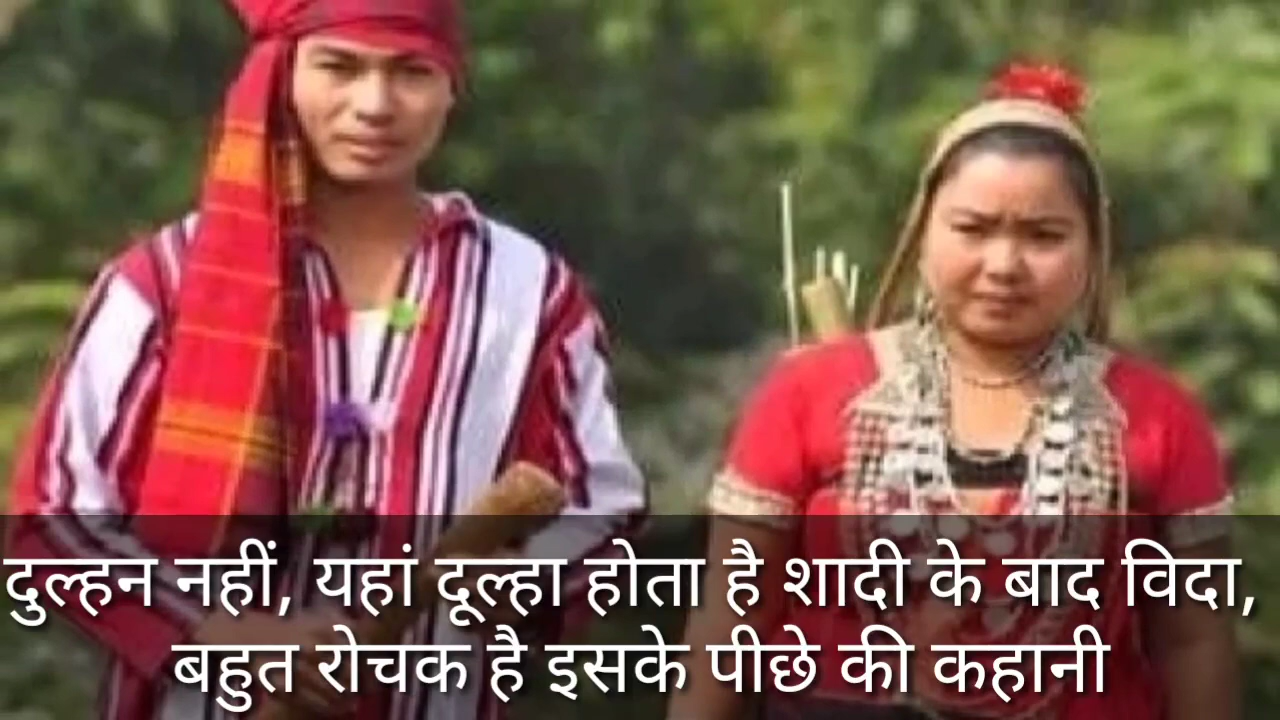 दुल्हन नहीं, यहां दूल्हा होता है शादी के बाद विदा,
बहुत रोचक है इसके पीछे की कहानी